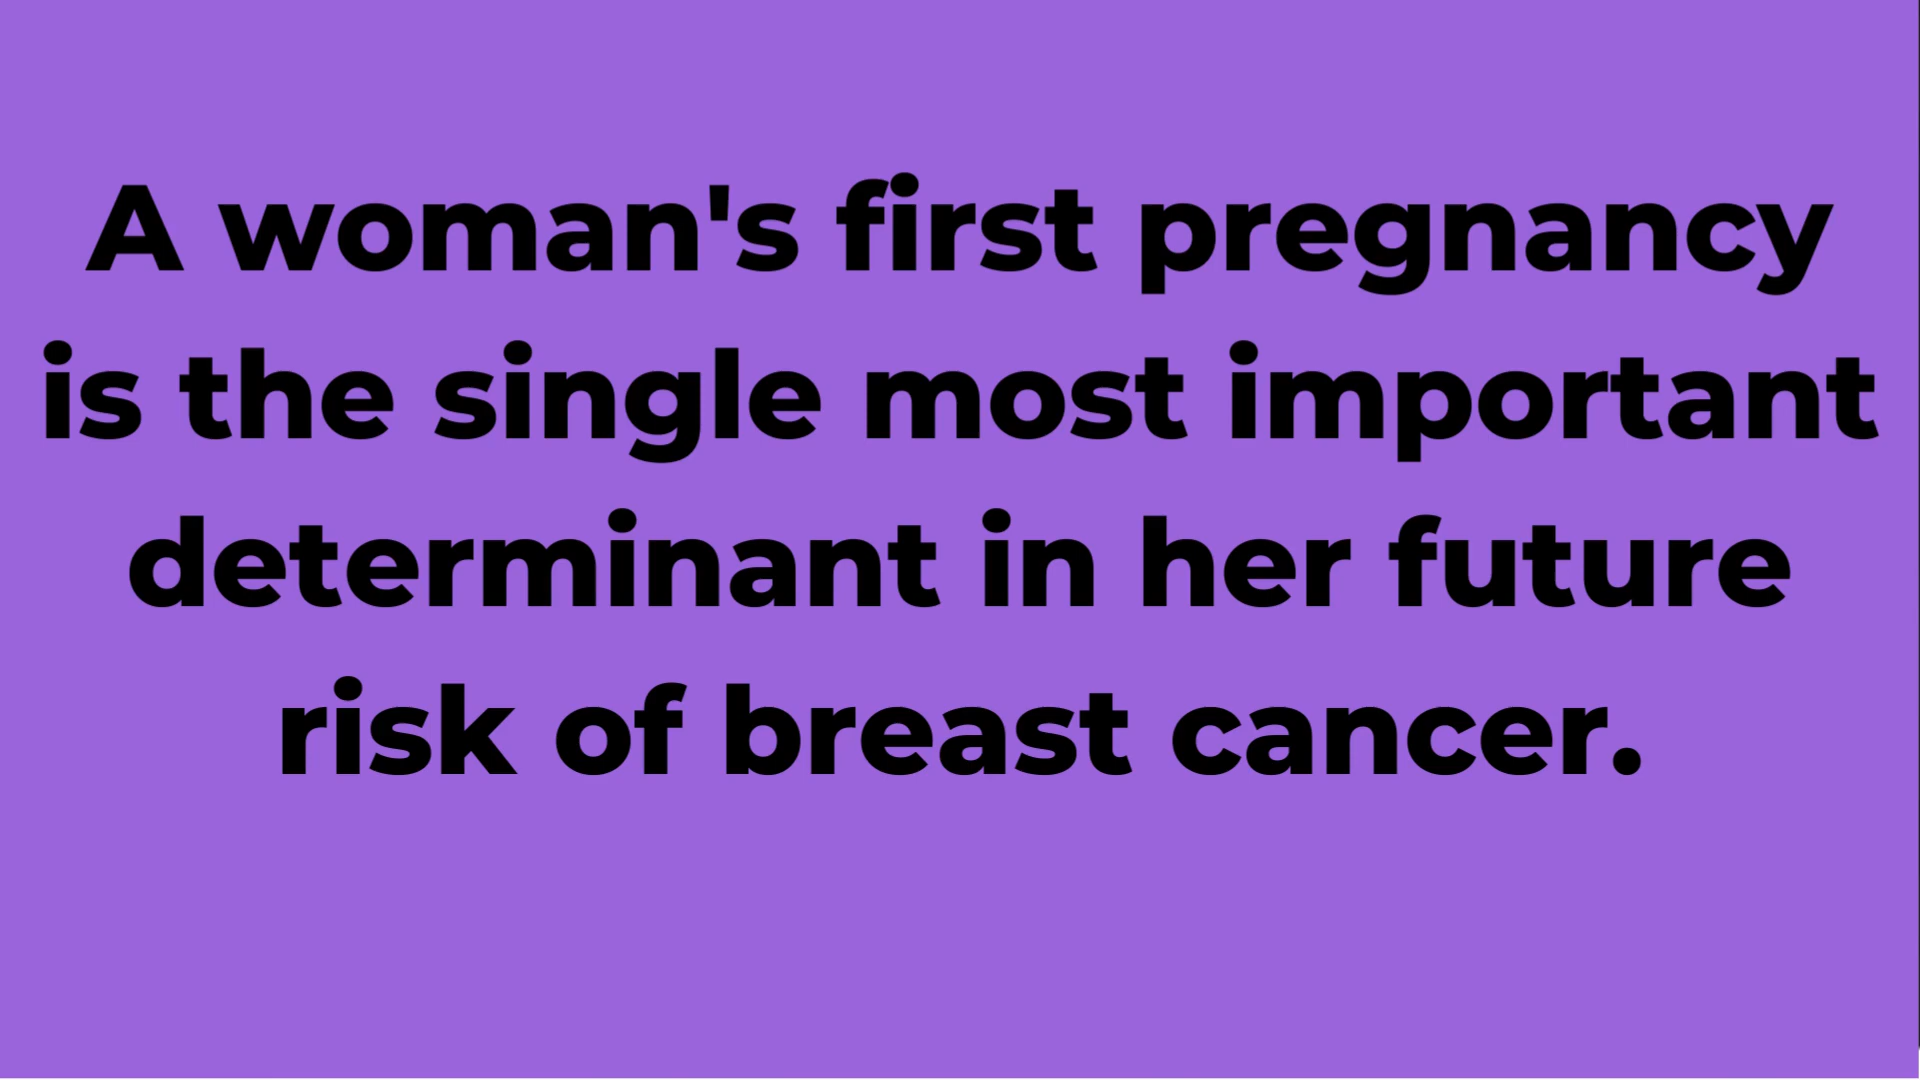 A woman's first pregnancy
is the single most important
determinant in her future
risk of breast cancer.